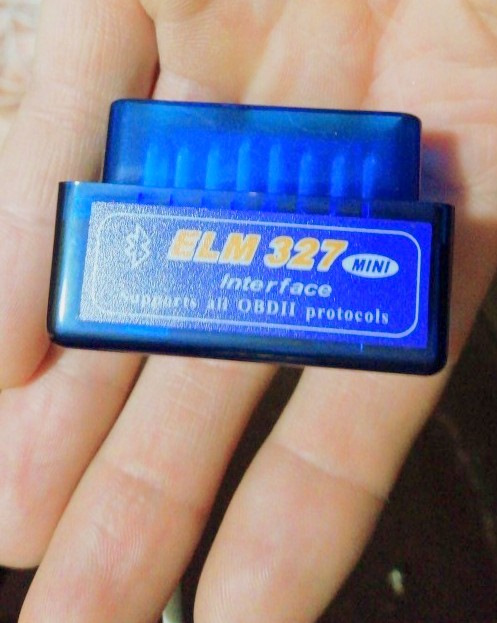 ELM 327 MINI
Interface
Supports all OBDII protocols